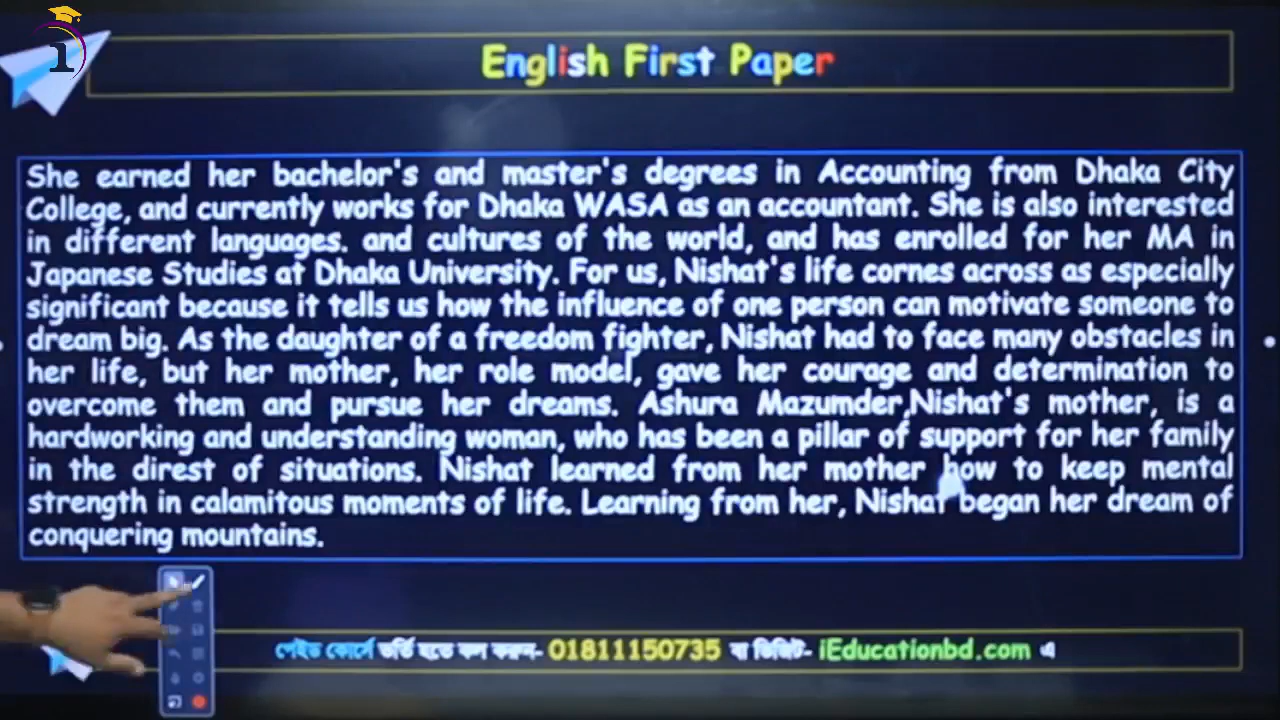 i
English First Paper
She earned her bachelor's and master's degrees in Accounting from Dhaka City
College, and currently works for Dhaka WASA as an accountant. She is also interested
in different languages. and cultures of the world, and has enrolled for her MA in
Japanese Studies at Dhaka University. For us, Nishat's life cornes across as especially
significant because it tells us how the influence of one person can motivate someone to
dream big. As the daughter of a freedom fighter, Nishat had to face many obstacles in
her life, but her mother, her role model, gave her courage and determination to
overcome them and pursue her dreams. Ashura Mazumder,Nishat's mother, is a
hardworking and understanding woman, who has been a pillar of support for her family
in the direst of situations. Nishat learned from her mother how to keep mental
strength in calamitous moments of life. Learning from her, Nishat began her dream of
conquering mountains.
পেইড কোর্সে ভর্তি হতে কল করুন- 01811150735 বা ভিজিট- iEducationbd.com এ